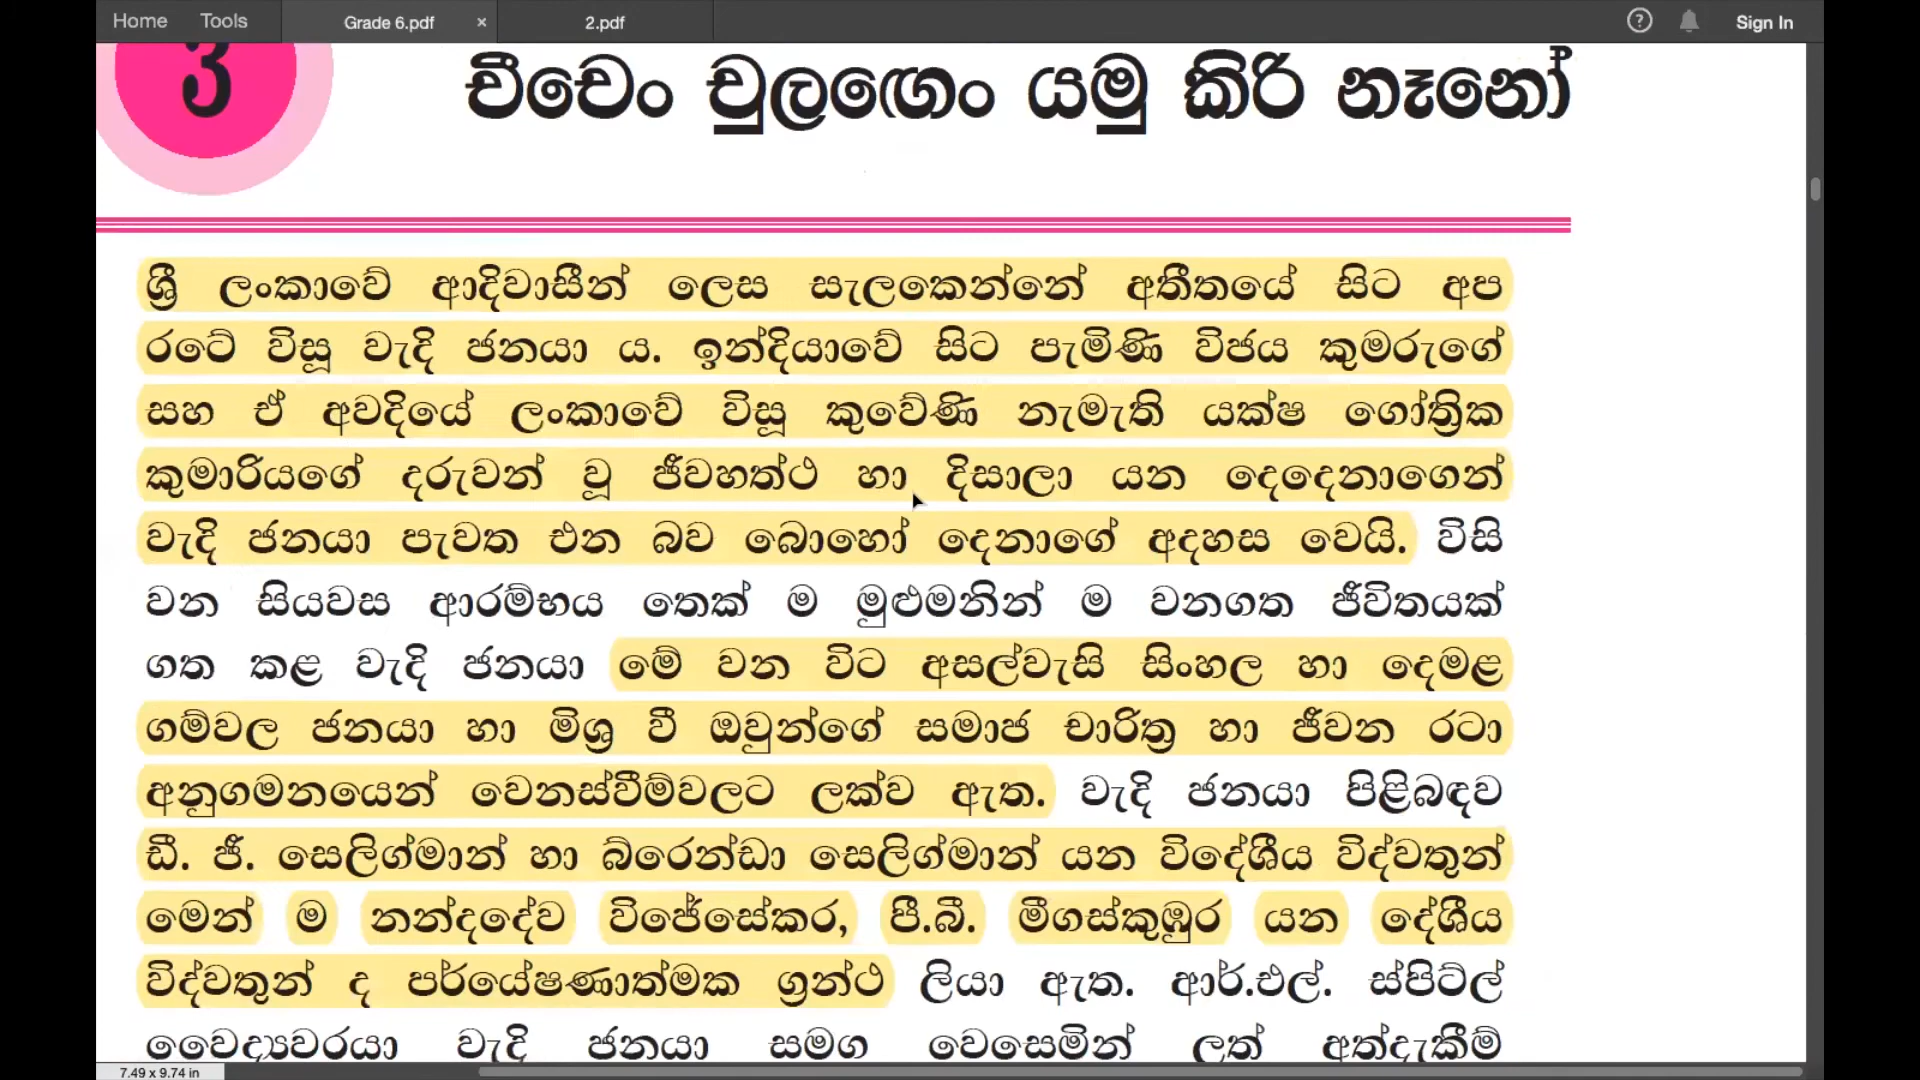 Home Tools Grade 6.pdf × 2.pdf ? Sign In
3
චීචෙං චුලඟෙං යමු කිරි නෑනෝ
ශ්‍රී ලංකාවේ ආදිවාසීන් ලෙස සැලකෙන්නේ අතීතයේ සිට අප
රටේ විසූ වැදි ජනයා ය. ඉන්දියාවේ සිට පැමිණි විජය කුමරුගේ
සහ ඒ අවදියේ ලංකාවේ විසූ කුවේණි නැමැති යක්ෂ ගෝත්‍රික
කුමාරියගේ දරුවන් වූ ජීවහත්ථ හා දිසාලා යන දෙදෙනාගෙන්
වැදි ජනයා පැවත එන බව බොහෝ දෙනාගේ අදහස වෙයි. විසි
වන සියවස ආරම්භය තෙක් ම මුළුමනින් ම වනගත ජීවිතයක්
ගත කළ වැදි ජනයා මේ වන විට අසල්වැසි සිංහල හා දෙමළ
ගම්වල ජනයා හා මිශ්‍ර වී ඔවුන්ගේ සමාජ චාරිත්‍ර හා ජීවන රටා
අනුගමනයෙන් වෙනස්වීම්වලට ලක්ව ඇත. වැදි ජනයා පිළිබඳව
ඩී. ජී. සෙලිග්මාන් හා බ්රෙන්ඩා සෙලිග්මාන් යන විදේශීය විද්වතුන්
මෙන් ම නන්දදේව විජේසේකර, පී.බී. මීගස්කුඹුර යන දේශීය
විද්වතුන් ද පර්යේෂණාත්මක ග්‍රන්ථ ලියා ඇත. ආර්.එල්. ස්පිට්ල්
වෛද්‍යවරයා වැදි ජනයා සමග වෙසෙමින් ලත් අත්දැකීම්
7.49 x 9.74 in